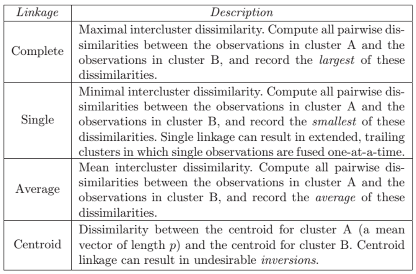 Linkage Description
Maximal intercluster dissimilarity. Compute all pairwise dis-
similarities between the observations in cluster A and the
Complete
observations in cluster B, and record the largest of these
dissimilarities.
Minimal intercluster dissimilarity. Compute all pairwise dis-
similarities between the observations in cluster A and the
Single
observations in cluster B, and record the smallest of these
dissimilarities. Single linkage can result in extended, trailing
clusters in which single observations are fused one-at-a-time.
Mean intercluster dissimilarity. Compute all pairwise dis-
similarities between the observations in cluster A and the
Average
observations in cluster B, and record the average of these
dissimilarities.
Dissimilarity between the centroid for cluster A (a mean
Centroid
vector of length p) and the centroid for cluster B. Centroid
linkage can result in undesirable inversions.